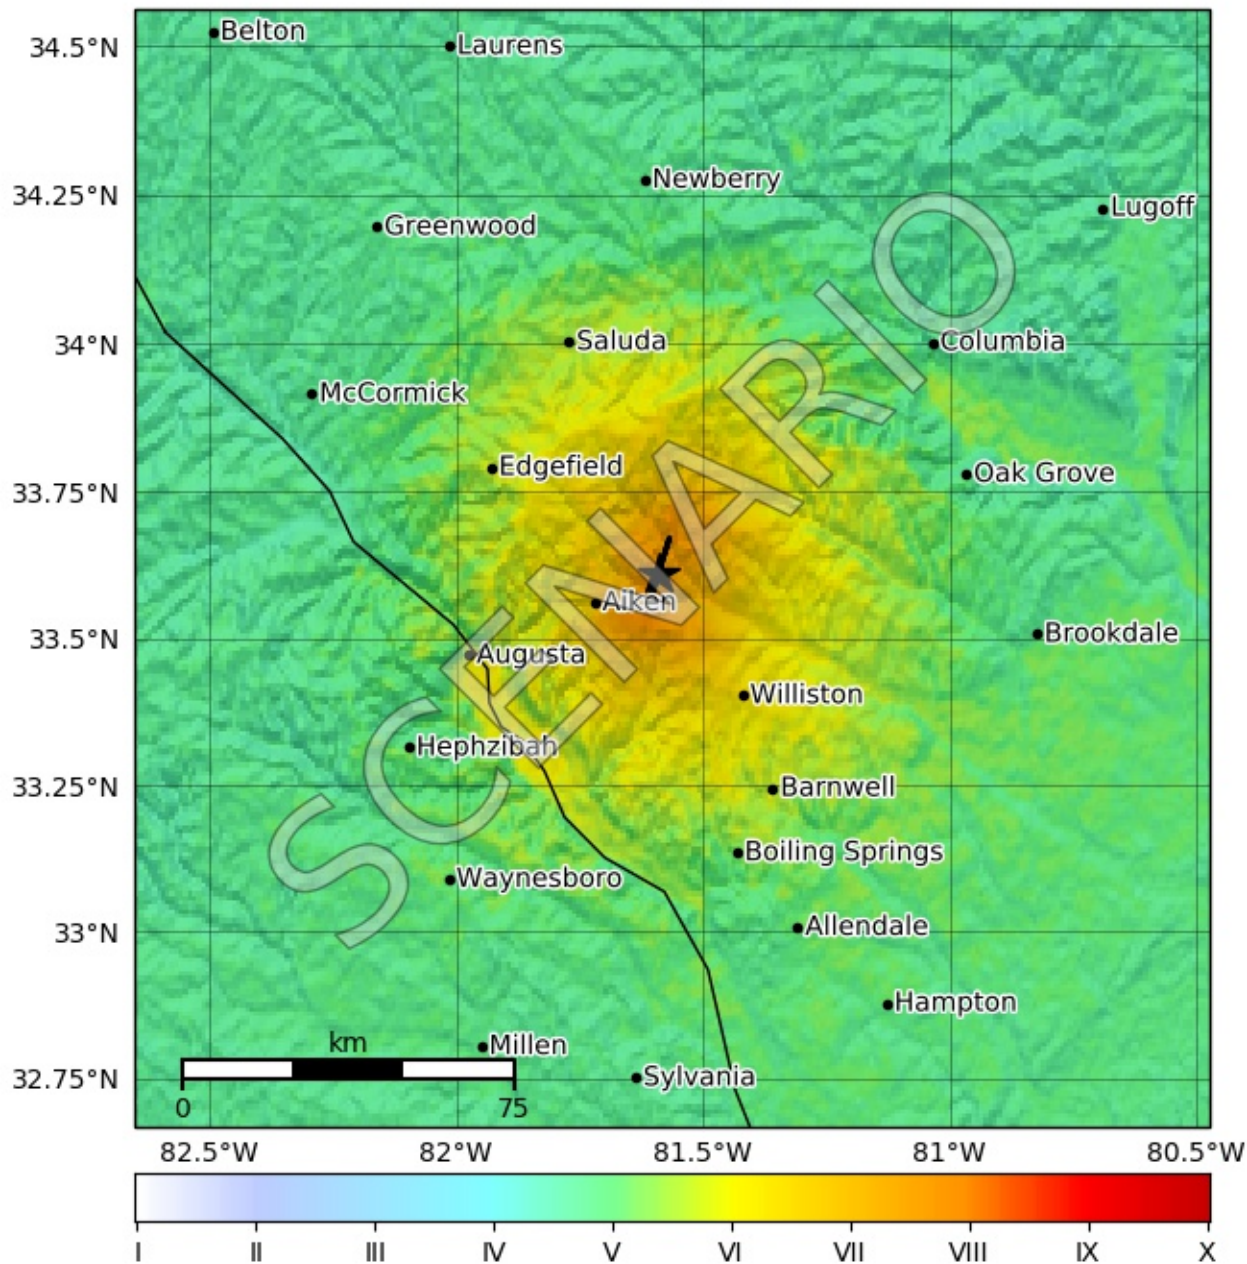 Belton
34.5°N
Laurens
Newberry
34.25°N
Lugoff
Greenwood
Saluda
34°N
Columbia
McCormick
Edgefield
Oak Grove
33.75°N
SCENARIO
Aiken
33.5°N
Brookdale
Augusta
Williston
Hephzibah
33.25°N
Barnwell
Boiling Springs
Waynesboro
33°N
Allendale
Hampton
km
Millen
32.75°N
Sylvania
0 75
82.5°W 82°W 81.5°W 81°W 80.5°W
I II III IV V VI VII VIII IX X